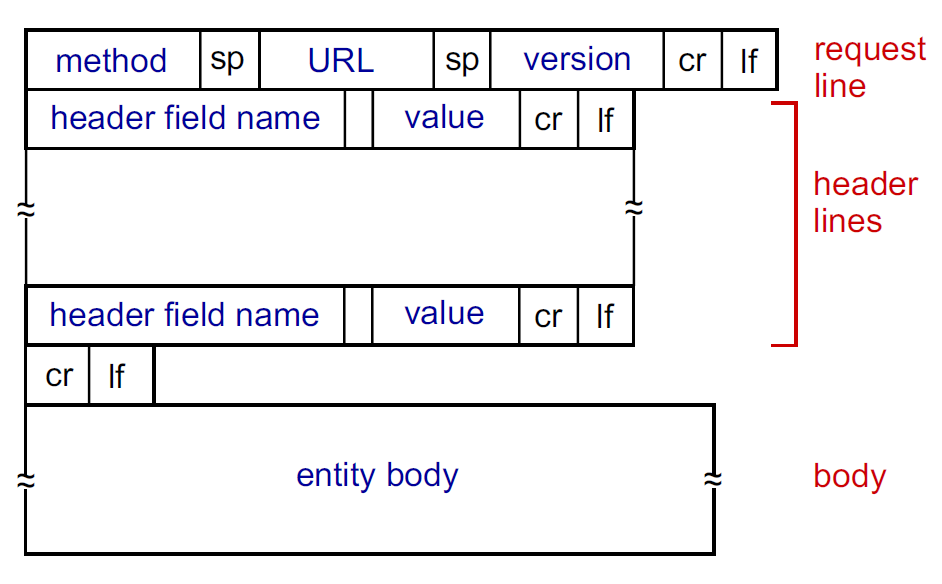 method sp URL sp version cr lf
request
line
header field name value cr lf
header
lines
header field name value cr lf
cr lf
entity body
body